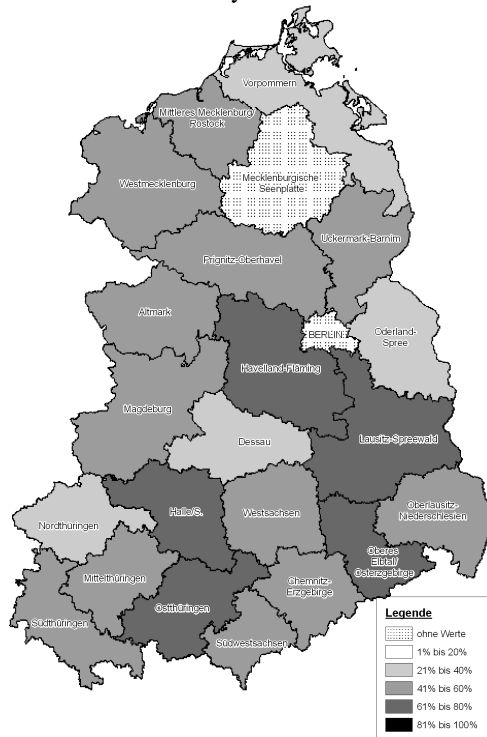 Vorpommern
Mittleres Mecklenburg/
Rostock
Mecklenburgische
Seenplatte
Westmecklenburg
Uckermark-Barnim
Prignitz-Oberhavel
Altmark
BERLIN
Oderland-
Spree
Havelland-Fläming
Magdeburg
Dessau
Lausitz-Spreewald
Halle/S.
Westsachsen
Oberlausitz-
Niederschlesien
Nordthüringen
Oberes
Elbtal/
Osterzgebirge
Mittelthüringen
Chemnitz-
Erzgebirge
Ostthüringen
Südthüringen
Südwestsachsen
Legende
ohne Werte
1% bis 20%
21% bis 40%
41% bis 60%
61% bis 80%
81% bis 100%